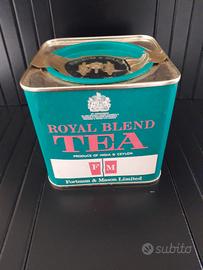 ROYAL BLEND
TEA
PRODUCE OF INDIA & CEYLON
F M
Fortnum & Mason Limited
subito